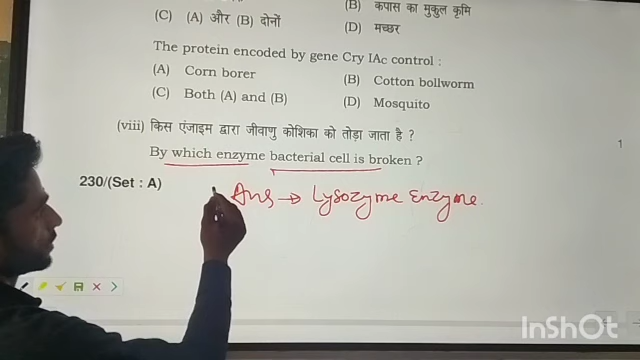 (B) कपास का मुकुल कृमि
(C) (A) और (B) दोनों
(D) मच्छर
The protein encoded by gene Cry IAc control :
(A) Corn borer
(B) Cotton bollworm
(C) Both (A) and (B)
(D) Mosquito
(viii) किस एंजाइम द्वारा जीवाणु कोशिका को तोड़ा जाता है ?
1
By which enzyme bacterial cell is broken ?
230/(Set : A)
Ans → Lysozyme Enzyme.
InShOt